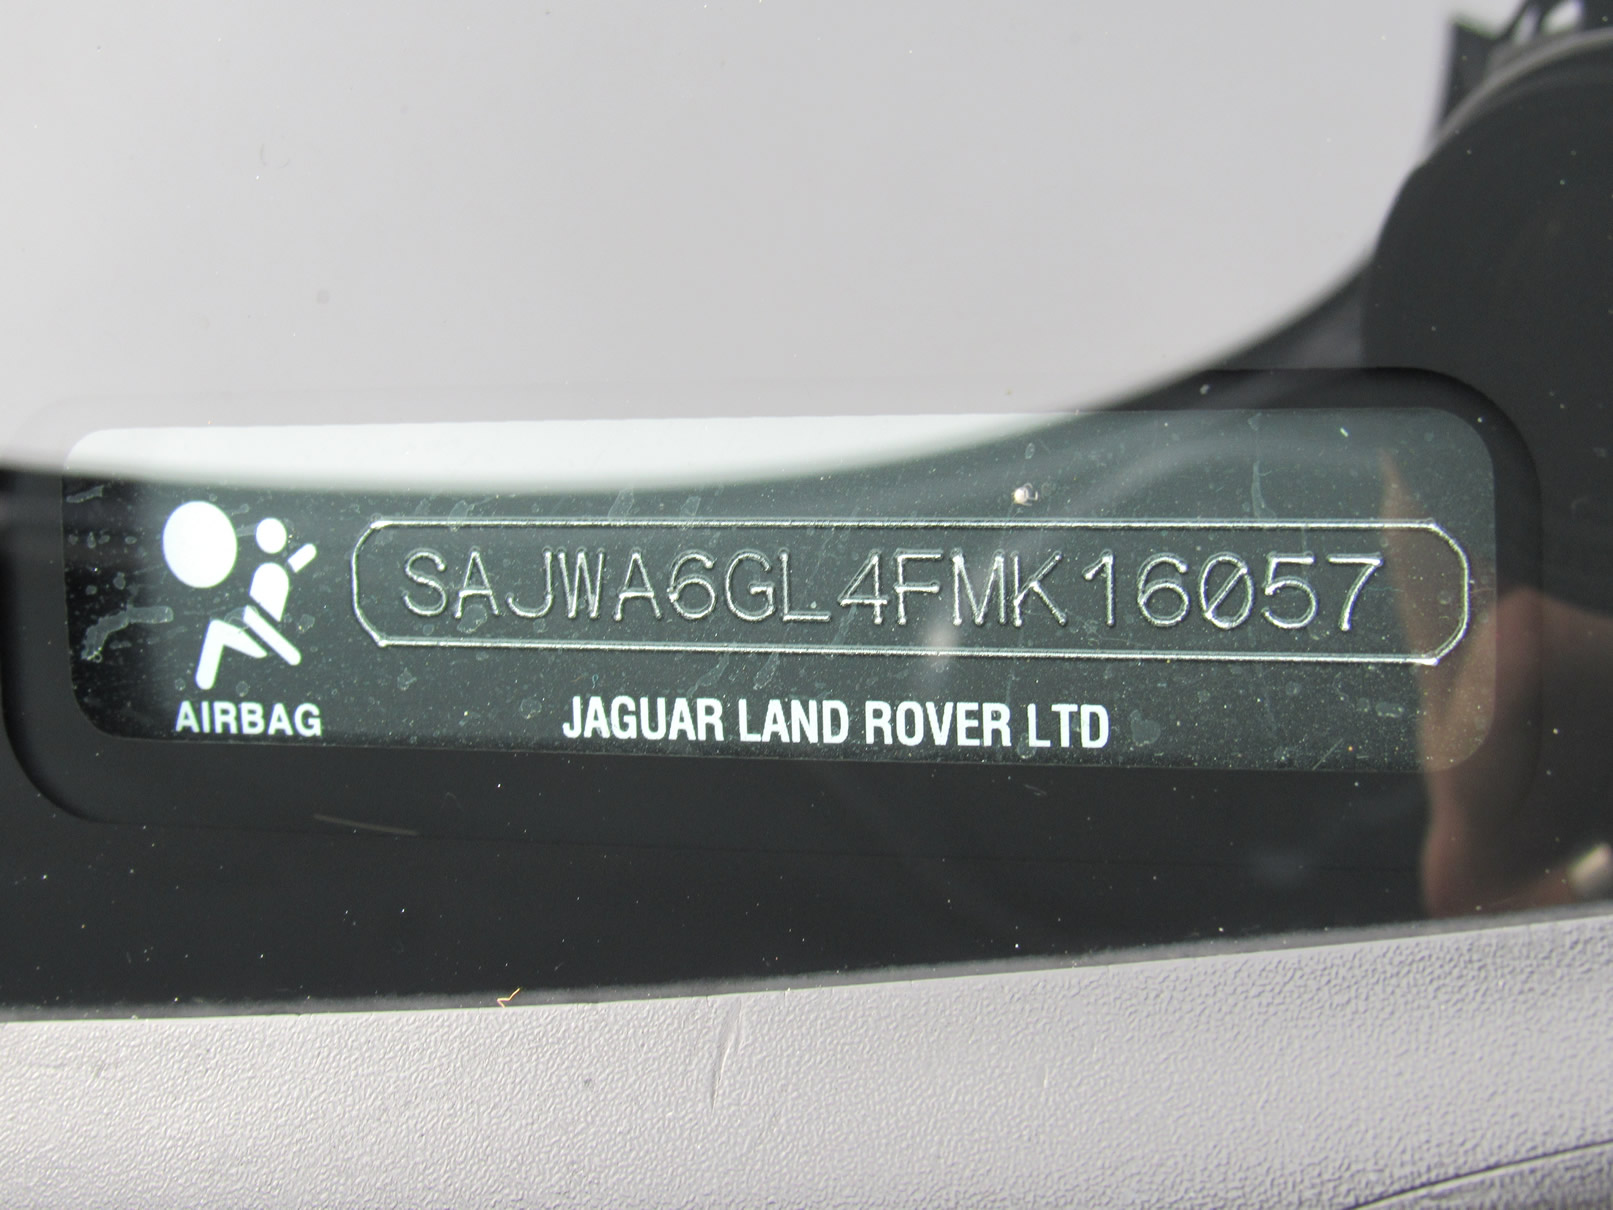 SAJWA6GL4FMK16057
AIRBAG
JAGUAR LAND ROVER LTD